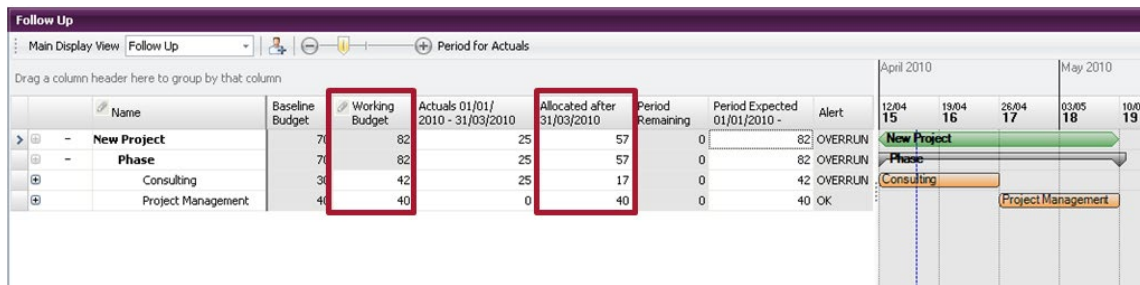 Follow Up
Main Display View Follow Up Period for Actuals
Drag a column header here to group by that column
April 2010 May 2010
Name Baseline Budget Working Budget Actuals 01/01/2010 - 31/03/2010 Allocated after 31/03/2010 Period Remaining Period Expected 01/01/2010 - Alert
12/04 19/04 26/04 03/05 10/0
15 16 17 18 19
New Project 70 82 25 57 0 82 OVERRUN New Project
Phase 70 82 25 57 0 82 OVERRUN Phase
Consulting 30 42 25 17 0 42 OVERRUN Consulting
Project Management 40 40 0 40 0 40 OK Project Management